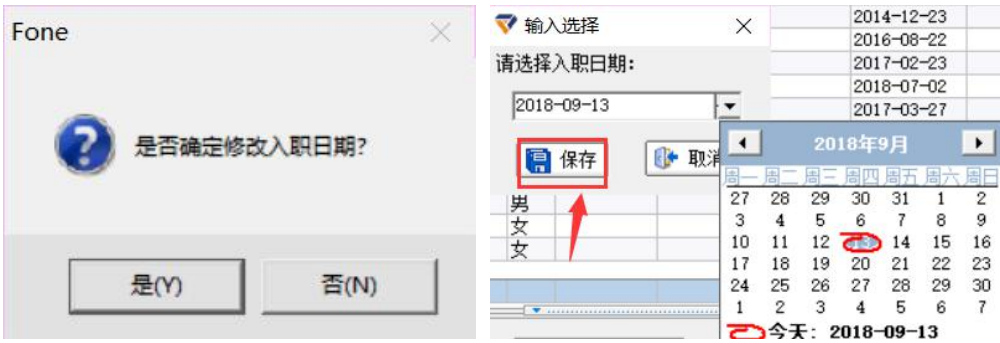 Fone
是否确定修改入职日期?
是(Y)
否(N)
输入选择
请选择入职日期:
2018-09-13
保存
取消
男
女
女
2014-12-23
2016-08-22
2017-02-23
2018-07-02
2017-03-27
2018年9月
周一 周二 周三 周四 周五 周六 周日
27 28 29 30 31 1 2
3 4 5 6 7 8 9
10 11 12 13 14 15 16
17 18 19 20 21 22 23
24 25 26 27 28 29 30
1 2 3 4 5 6 7
今天: 2018-09-13